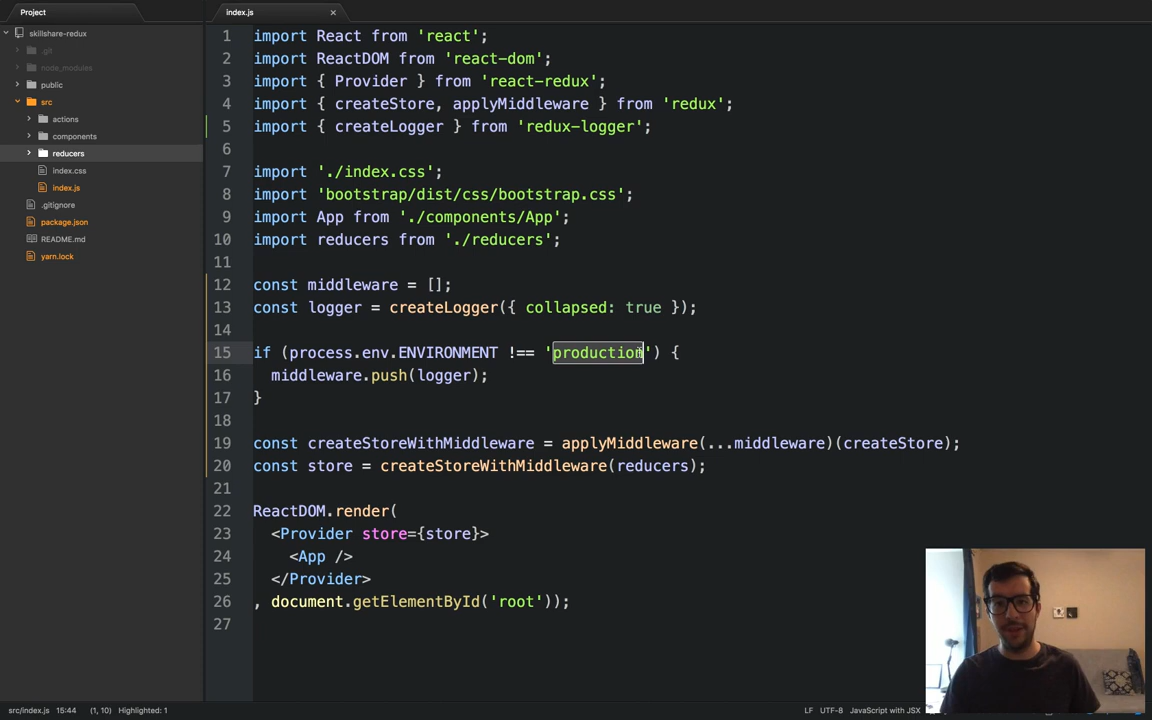 Project
index.js
skillshare-redux
.git
node_modules
public
src
actions
components
reducers
index.css
index.js
.gitignore
package.json
README.md
yarn.lock
1 import React from 'react';
2 import ReactDOM from 'react-dom';
3 import { Provider } from 'react-redux';
4 import { createStore, applyMiddleware } from 'redux';
5 import { createLogger } from 'redux-logger';
6
7 import './index.css';
8 import 'bootstrap/dist/css/bootstrap.css';
9 import App from './components/App';
10 import reducers from './reducers';
11
12 const middleware = [];
13 const logger = createLogger({ collapsed: true });
14
15 if (process.env.ENVIRONMENT !== 'production') {
16 middleware.push(logger);
17 }
18
19 const createStoreWithMiddleware = applyMiddleware(...middleware)(createStore);
20 const store = createStoreWithMiddleware(reducers);
21
22 ReactDOM.render(
23 <Provider store={store}>
24 <App />
25 </Provider>
26 , document.getElementById('root'));
27
src/index.js 15:44 (1, 10) Highlighted: 1 LF UTF-8 JavaScript with JSX